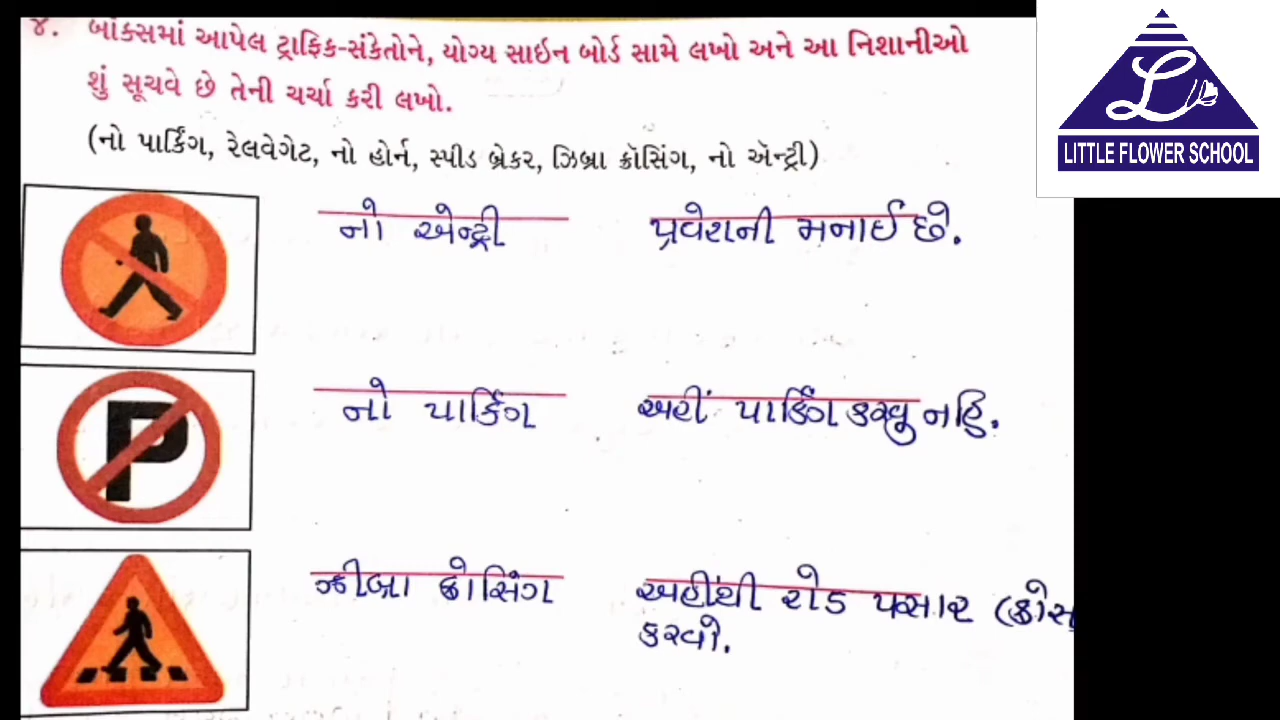 ૪. બૉક્સમાં આપેલ ટ્રાફિક-સંકેતોને, યોગ્ય સાઇન બોર્ડ સામે લખો અને આ નિશાનીઓ
શું સૂચવે છે તેની ચર્ચા કરી લખો.
(નો પાર્કિંગ, રેલવેગેટ, નો હોર્ન, સ્પીડ બ્રેકર, ઝિબ્રા ક્રૉસિંગ, નો ઍન્ટ્રી)
L
LITTLE FLOWER SCHOOL
નો એન્ટ્રી પ્રવેશની મનાઈ છે.
P
નો પાર્કિંગ અહીં પાર્કિંગ કરવુ નહિ.
ઝીબ્રા ક્રોસિંગ અહીંથી રોડ પસાર (ક્રોસ
કરવો.